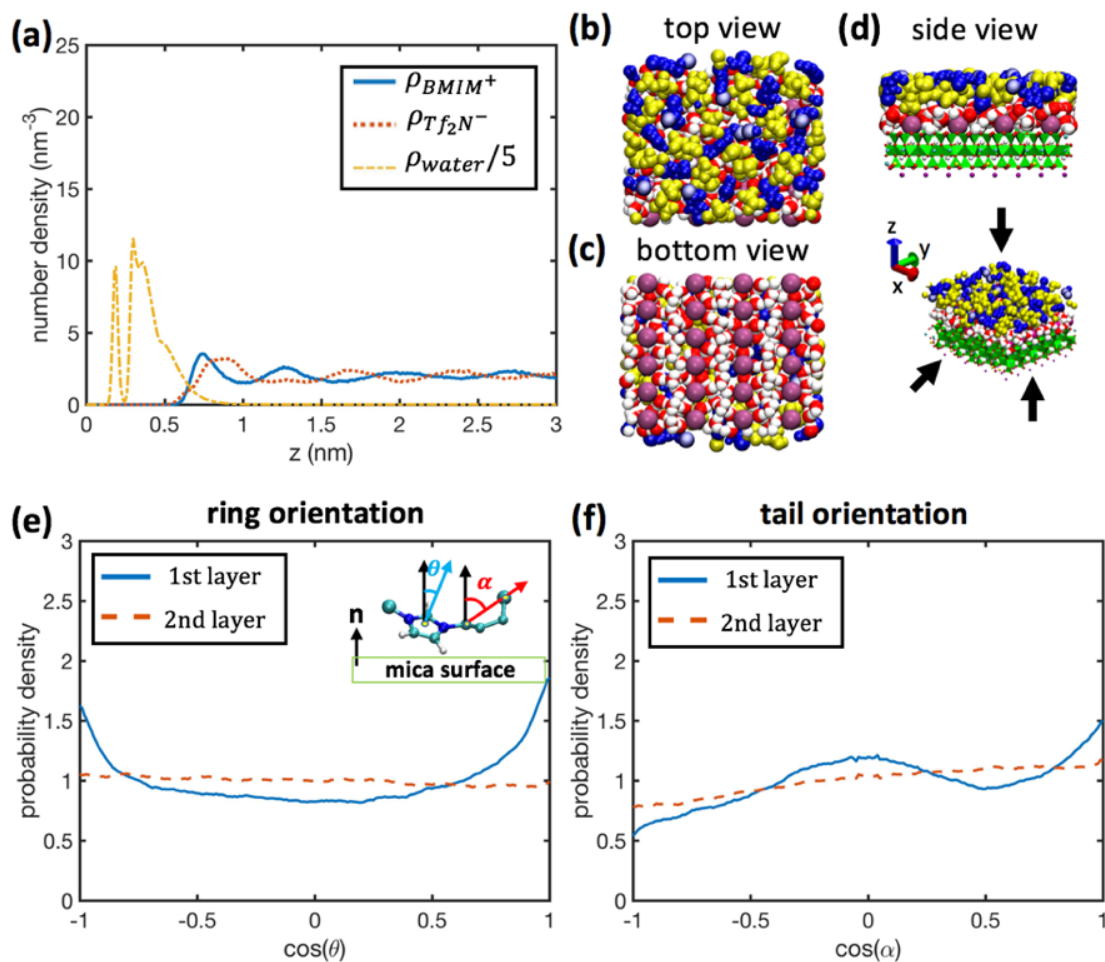 (a)
25
20
15
10
5
0
number density (nm⁻³)
0 0.5 1 1.5 2 2.5 3
z (nm)
ρ_BMIM⁺
ρ_Tf₂N⁻
ρ_water/5
(b)
top view
(c)
bottom view
(d)
side view
z
y
x
(e)
ring orientation
3
2.5
2
1.5
1
0.5
0
probability density
1st layer
2nd layer
θ
α
n
mica surface
-1 -0.5 0 0.5 1
cos(θ)
(f)
tail orientation
3
2.5
2
1.5
1
0.5
0
probability density
1st layer
2nd layer
-1 -0.5 0 0.5 1
cos(α)